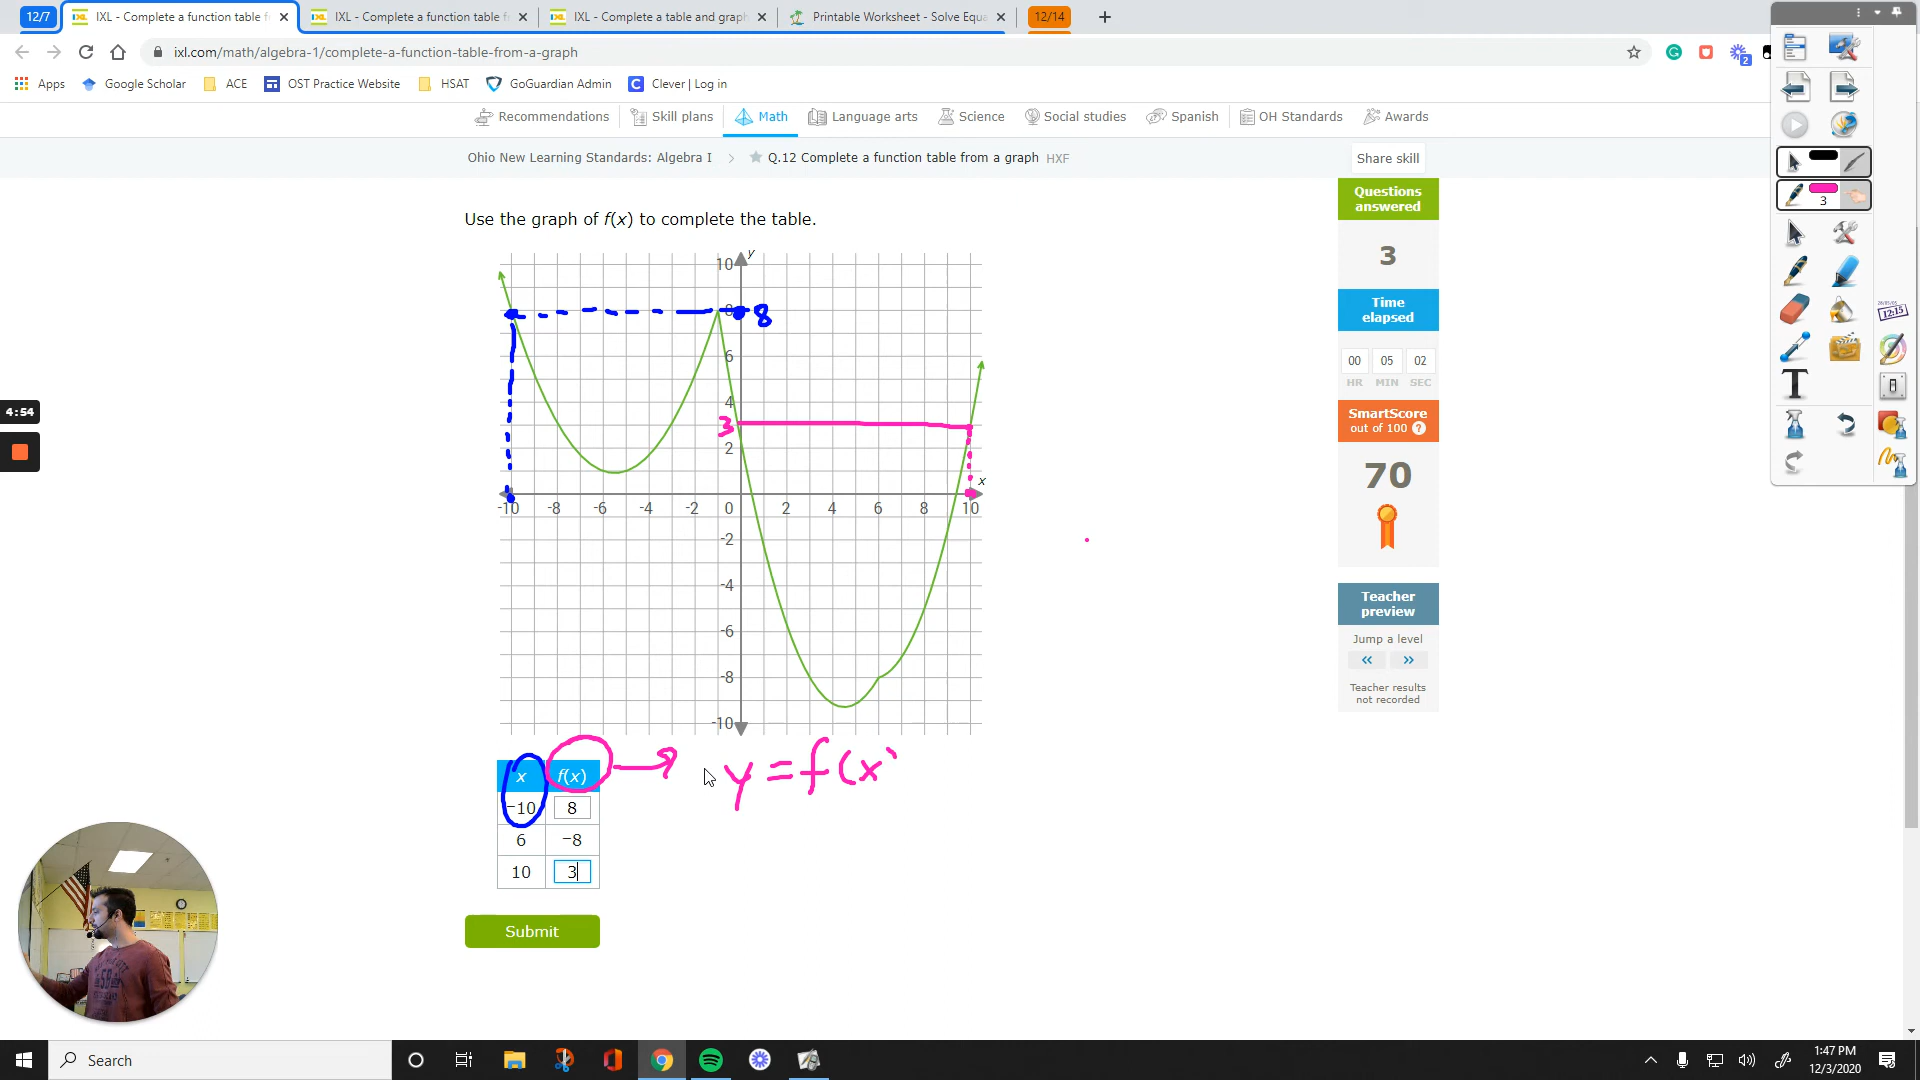 12/7
IXL - Complete a function table f
IXL - Complete a function table f
IXL - Complete a table and graph
Printable Worksheet - Solve Equa
12/14
ixl.com/math/algebra-1/complete-a-function-table-from-a-graph
2
Apps
Google Scholar
ACE
OST Practice Website
HSAT
GoGuardian Admin
Clever | Log in
Recommendations
Skill plans
Math
Language arts
Science
Social studies
Spanish
OH Standards
Awards
Ohio New Learning Standards: Algebra I > Q.12 Complete a function table from a graph HXF
Share skill
Use the graph of f(x) to complete the table.
y
10
8
8
6
4
3
2
x
-10 -8 -6 -4 -2 0 2 4 6 8 10
-2
-4
-6
-8
-10
y = f(x)
x f(x)
−10 8
6 −8
10 3
Submit
Questions
answered
3
Time
elapsed
00 05 02
HR MIN SEC
SmartScore
out of 100 ?
70
Teacher
preview
Jump a level
<< >>
Teacher results
not recorded
3
T
12:15
4:54
Search
1:47 PM
12/3/2020